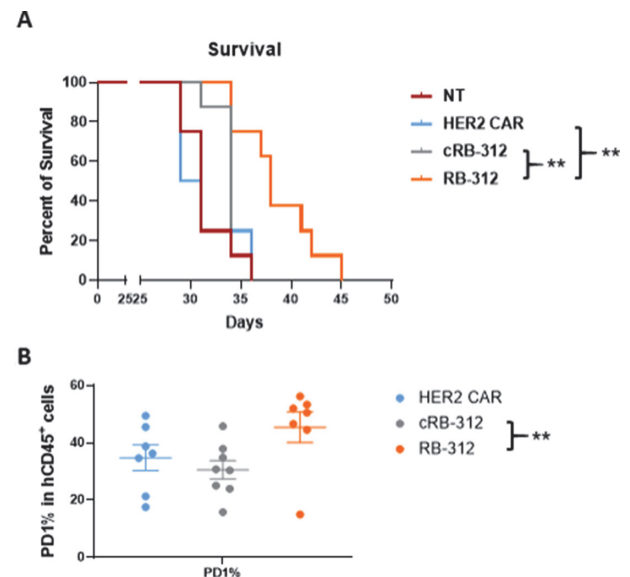 A
Survival
Percent of Survival
100
80
60
40
20
0
0 25 25 30 35 40 45 50
Days
NT
HER2 CAR
cRB-312
RB-312
**
**
B
PD1% in hCD45+ cells
60
40
20
0
PD1%
HER2 CAR
cRB-312
RB-312
**